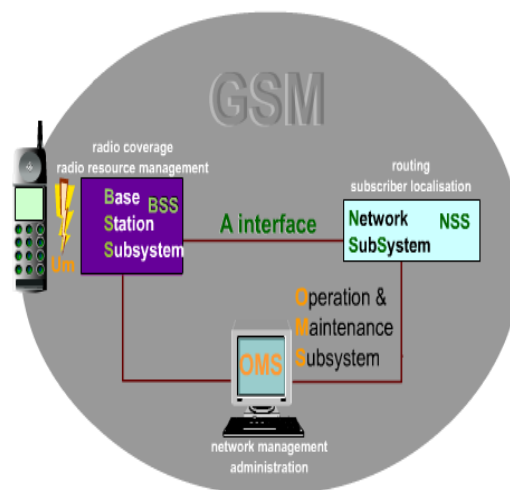 GSM
radio coverage
radio resource management
routing
subscriber localisation
Base BSS
Station
Subsystem
Um
A interface
Network NSS
SubSystem
Operation &
Maintenance
Subsystem
OMS
network management
administration